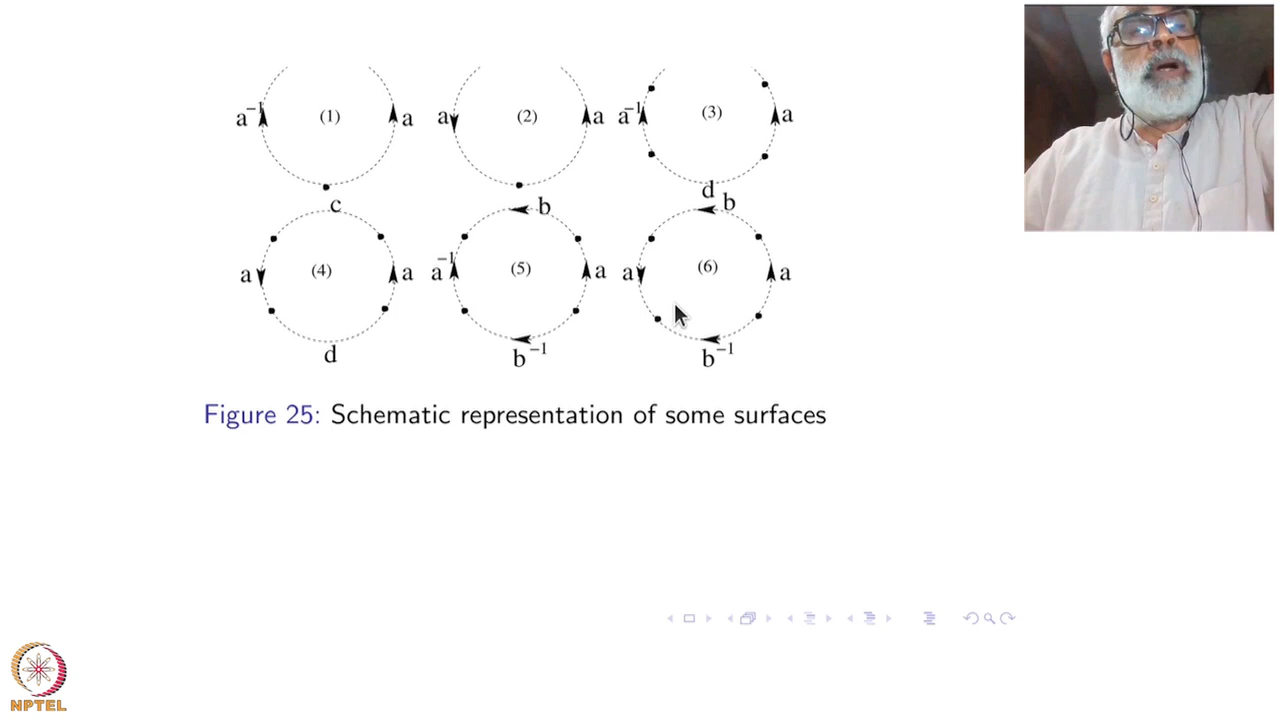 a⁻¹ (1) a a (2) a a⁻¹ (3) a
d
c b b
a (4) a a⁻¹ (5) a a (6) a
d b⁻¹ b⁻¹
Figure 25: Schematic representation of some surfaces
NPTEL